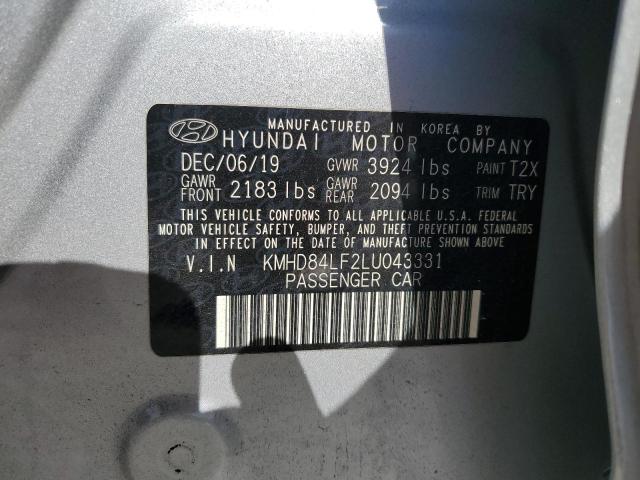 MANUFACTURED IN KOREA BY
HYUNDAI MOTOR COMPANY
DEC/06/19 GVWR 3924 lbs PAINT T2X
GAWR FRONT 2183 lbs GAWR REAR 2094 lbs TRIM TRY
THIS VEHICLE CONFORMS TO ALL APPLICABLE U.S.A. FEDERAL
MOTOR VEHICLE SAFETY, BUMPER, AND THEFT PREVENTION STANDARDS
IN EFFECT ON THE DATE OF MANUFACTURE SHOWN ABOVE.
V.I.N KMHD84LF2LU043331
PASSENGER CAR